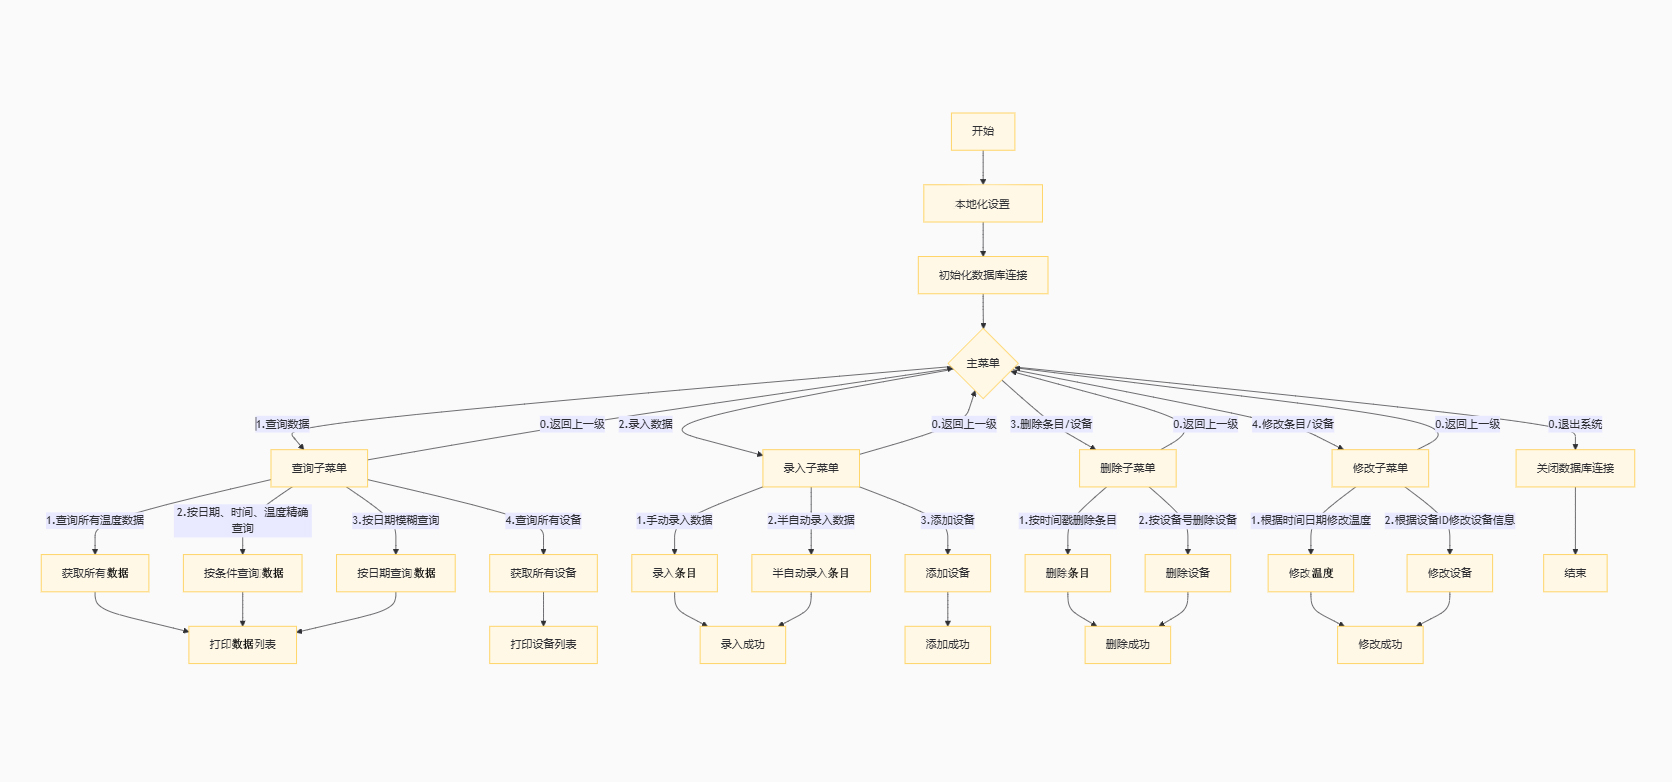 开始
本地化设置
初始化数据库连接
主菜单
1.查询数据
0.返回上一级
2.录入数据
0.返回上一级
3.删除条目/设备
0.返回上一级
4.修改条目/设备
0.返回上一级
0.退出系统
查询子菜单
录入子菜单
删除子菜单
修改子菜单
关闭数据库连接
1.查询所有温度数据
2.按日期、时间、温度精确
查询
3.按日期模糊查询
4.查询所有设备
1.手动录入数据
2.半自动录入数据
3.添加设备
1.按时间戳删除条目
2.按设备号删除设备
1.根据时间日期修改温度
2.根据设备ID修改设备信息
获取所有数据
按条件查询数据
按日期查询数据
获取所有设备
录入条目
半自动录入条目
添加设备
删除条目
删除设备
修改温度
修改设备
结束
打印数据列表
打印设备列表
录入成功
添加成功
删除成功
修改成功